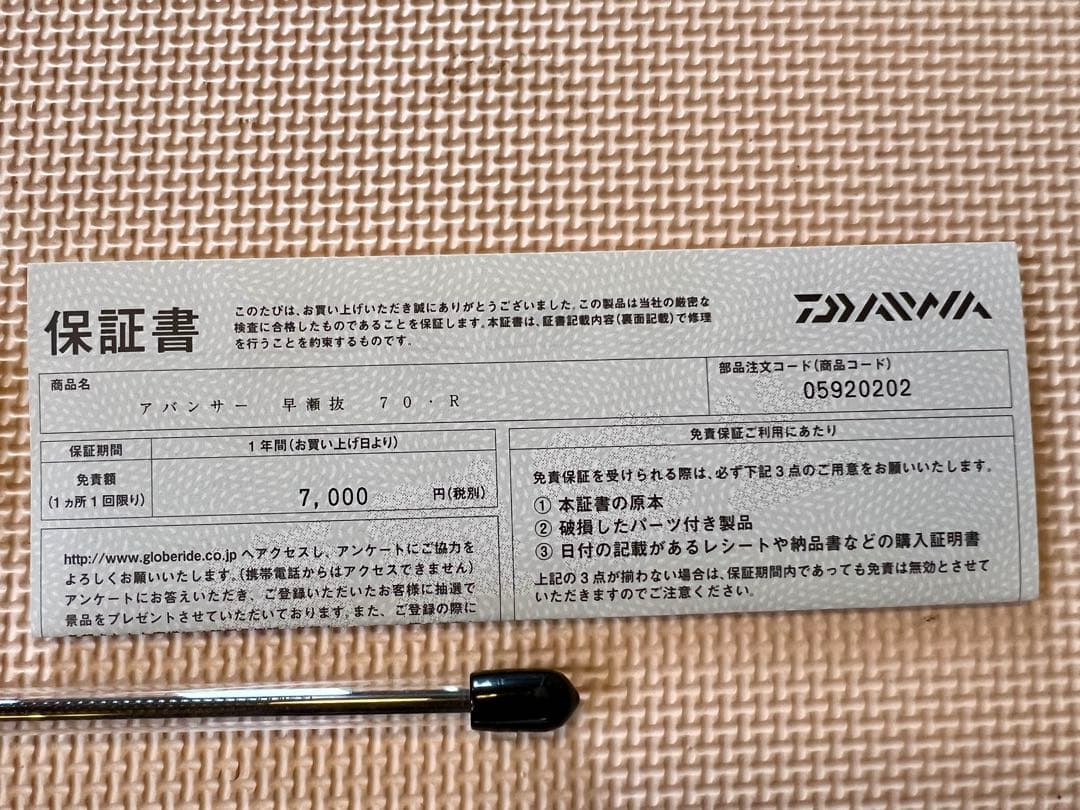 保証書
このたびは、お買い上げいただき誠にありがとうございました。この製品は当社の厳密な
検査に合格したものであることを保証します。本証書は、証書記載内容(裏面記載)で修理
を行うことを約束するものです。
DAIWA
商品名
アバンサー 早瀬抜 70・R
部品注文コード(商品コード)
05920202
保証期間
1年間(お買い上げ日より)
免責額
(1ヵ所1回限り)
7,000 円(税別)
http://www.globeride.co.jp へアクセスし、アンケートにご協力を
よろしくお願いいたします。(携帯電話からはアクセスできません)
アンケートにお答えいただき、ご登録いただいたお客様に抽選で
景品をプレゼントさせていただいております。また、ご登録の際に
免責保証ご利用にあたり
免責保証を受けられる際は、必ず下記3点のご用意をお願いいたします。
① 本証書の原本
② 破損したパーツ付き製品
③ 日付の記載があるレシートや納品書などの購入証明書
上記の3点が揃わない場合は、保証期間内であっても免責は無効とさせて
いただきますのでご注意ください。